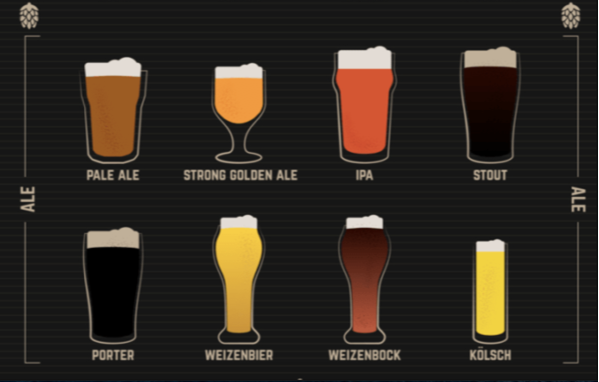 PALE ALE
STRONG GOLDEN ALE
IPA
STOUT
ALE
ALE
PORTER
WEIZENBIER
WEIZENBOCK
KÖLSCH